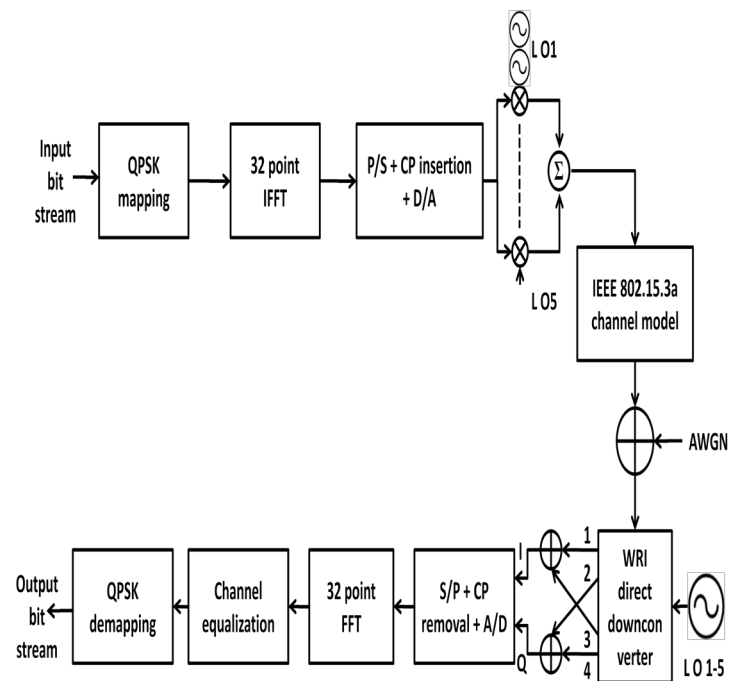 L O1
Input
bit
stream
QPSK
mapping
32 point
IFFT
P/S + CP insertion
+ D/A
Σ
L O5
IEEE 802.15.3a
channel model
AWGN
Output
bit
stream
QPSK
demapping
Channel
equalization
32 point
FFT
S/P + CP
removal + A/D
I
Q
1
2
3
4
WRI
direct
downcon
verter
L O 1-5